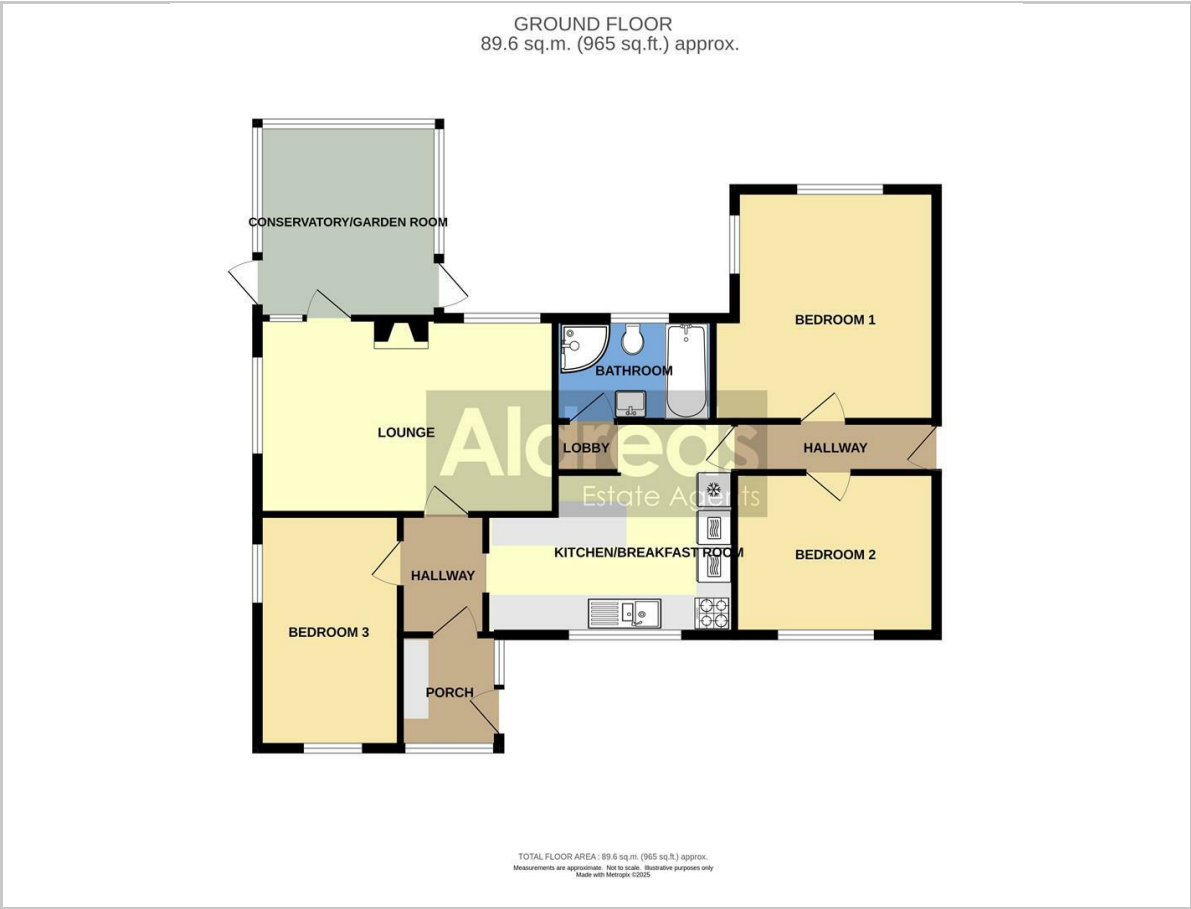 GROUND FLOOR
89.6 sq.m. (965 sq.ft.) approx.
CONSERVATORY/GARDEN ROOM
BEDROOM 1
BATHROOM
LOUNGE
Aldreds
LOBBY
HALLWAY
Estate Agents
KITCHEN/BREAKFAST ROOM
BEDROOM 2
HALLWAY
BEDROOM 3
PORCH
TOTAL FLOOR AREA : 89.6 sq.m. (965 sq.ft.) approx.
Measurements are approximate. Not to scale. Illustrative purposes only
Made with Metropix ©2025